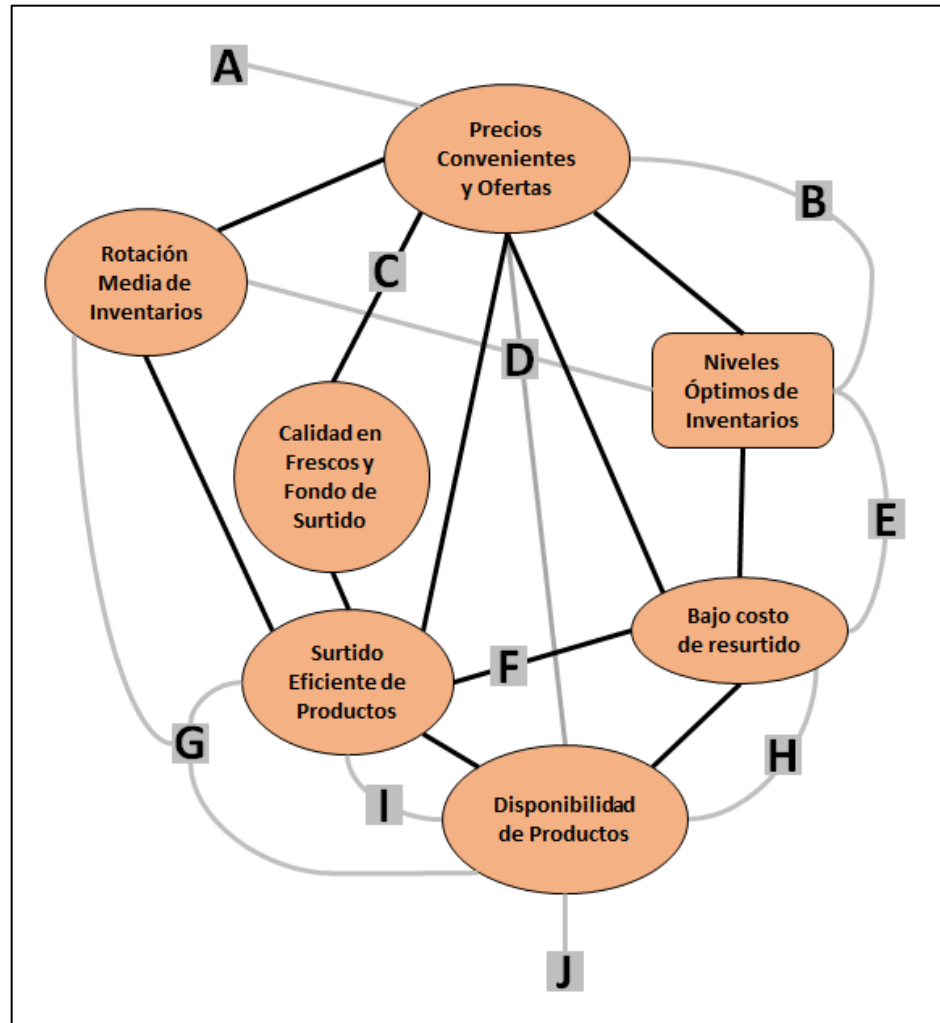 A
Precios
Convenientes
y Ofertas
B
Rotación
Media de
Inventarios
C
D
Niveles
Óptimos de
Inventarios
Calidad en
Frescos y
Fondo de
Surtido
E
Bajo costo
de resurtido
Surtido
Eficiente de
Productos
F
G
H
I
Disponibilidad
de Productos
J